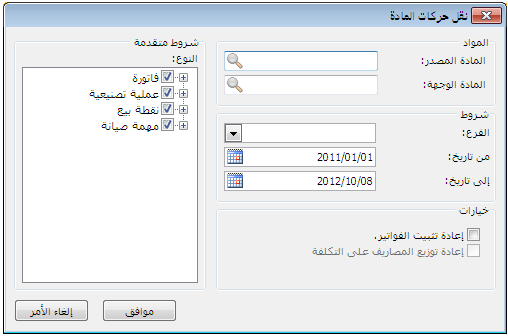 نقل حركات المادة
المواد
المادة المصدر:
المادة الوجهة:
شروط
الفرع:
من تاريخ:
2011/01/01
إلى تاريخ:
2012/10/08
خيارات
إعادة تثبيت الفواتير.
إعادة توزيع المصاريف على التكلفة
شروط متقدمة
النوع:
فاتورة
عملية تصنيعية
نقطة بيع
مهمة صيانة
موافق
إلغاء الأمر